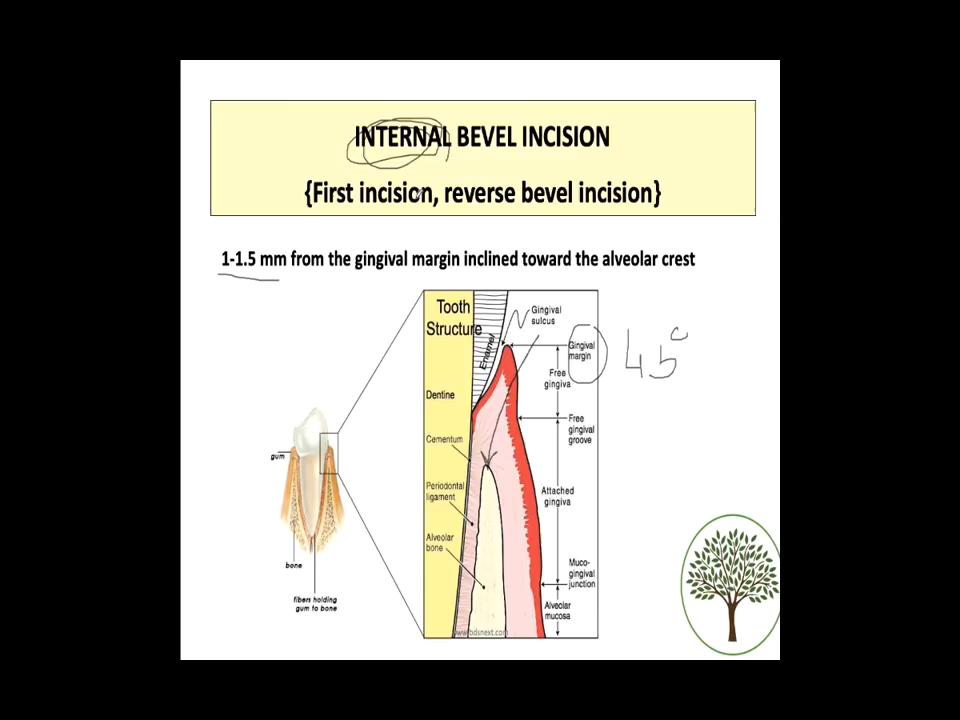 INTERNAL BEVEL INCISION
{First incision, reverse bevel incision}
1-1.5 mm from the gingival margin inclined toward the alveolar crest
Tooth
Structure
Gingival
sulcus
Enamel
Gingival
margin
45°
Free
gingiva
Dentine
Free
gingival
groove
Cementum
gum
Periodontal
ligament
Attached
gingiva
Alveolar
bone
bone
Muco-
gingival
junction
fibers holding
gum to bone
Alveolar
mucosa
www.bdsnext.com